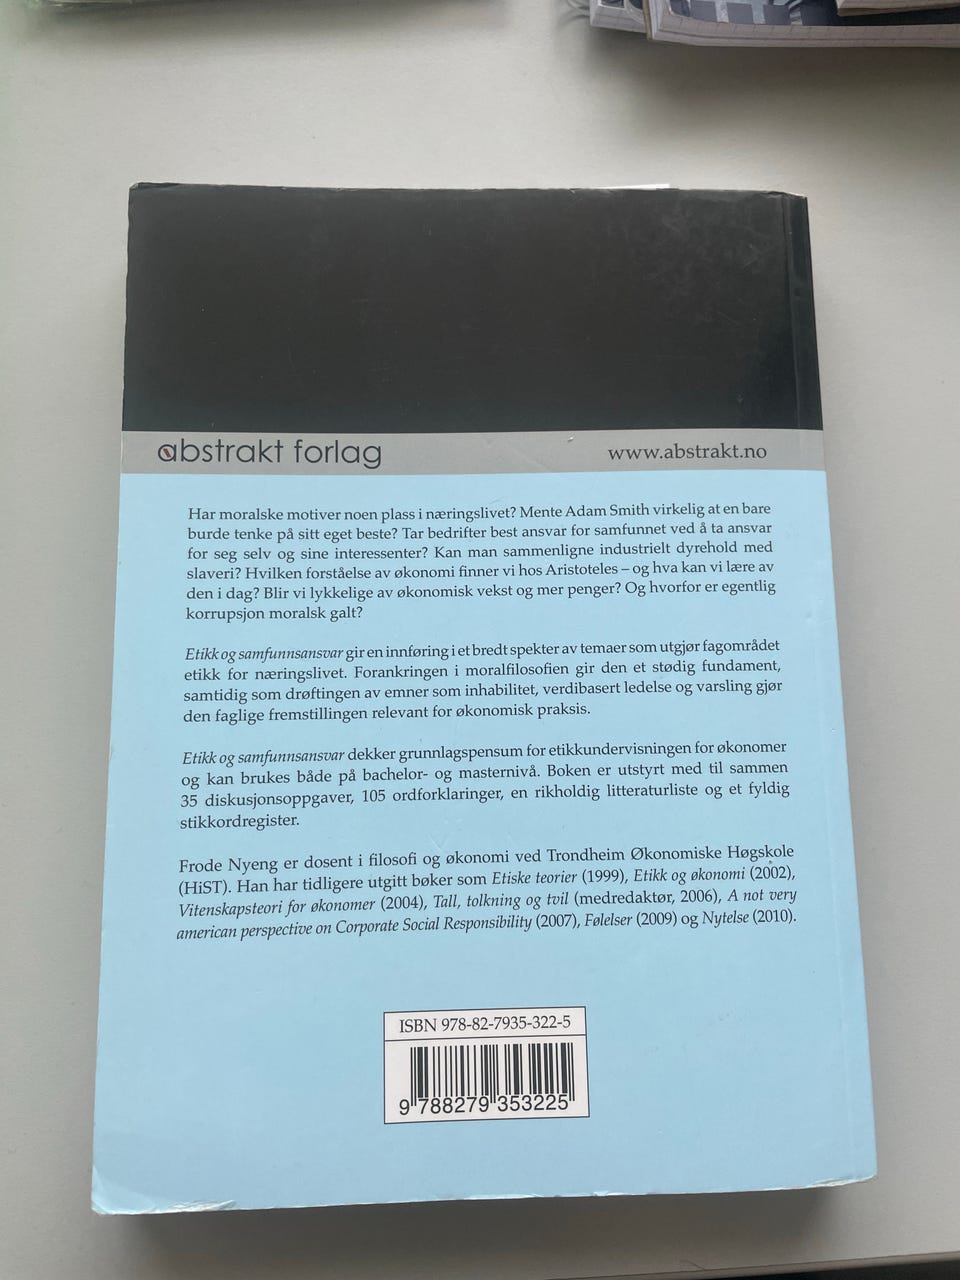 abstrakt forlag
www.abstrakt.no
Har moralske motiver noen plass i næringslivet? Mente Adam Smith virkelig at en bare
burde tenke på sitt eget beste? Tar bedrifter best ansvar for samfunnet ved å ta ansvar
for seg selv og sine interessenter? Kan man sammenligne industrielt dyrehold med
slaveri? Hvilken forståelse av økonomi finner vi hos Aristoteles – og hva kan vi lære av
den i dag? Blir vi lykkelige av økonomisk vekst og mer penger? Og hvorfor er egentlig
korrupsjon moralsk galt?
Etikk og samfunnsansvar gir en innføring i et bredt spekter av temaer som utgjør fagområdet
etikk for næringslivet. Forankringen i moralfilosofien gir den et stødig fundament,
samtidig som drøftingen av emner som inhabilitet, verdibasert ledelse og varsling gjør
den faglige fremstillingen relevant for økonomisk praksis.
Etikk og samfunnsansvar dekker grunnlagspensum for etikkundervisningen for økonomer
og kan brukes både på bachelor- og masternivå. Boken er utstyrt med til sammen
35 diskusjonsoppgaver, 105 ordforklaringer, en rikholdig litteraturliste og et fyldig
stikkordregister.
Frode Nyeng er dosent i filosofi og økonomi ved Trondheim Økonomiske Høgskole
(HiST). Han har tidligere utgitt bøker som Etiske teorier (1999), Etikk og økonomi (2002),
Vitenskapsteori for økonomer (2004), Tall, tolkning og tvil (medredaktør, 2006), A not very
american perspective on Corporate Social Responsibility (2007), Følelser (2009) og Nytelse (2010).
ISBN 978-82-7935-322-5
9 788279 353225